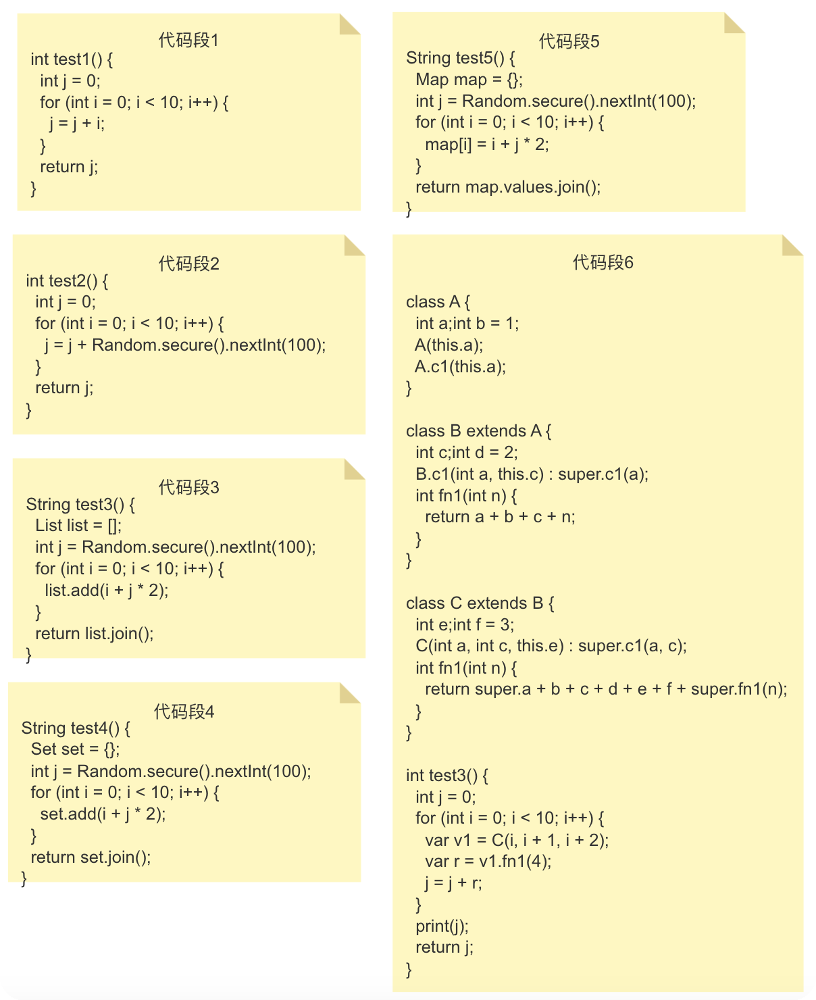 代码段1
int test1() {
  int j = 0;
  for (int i = 0; i < 10; i++) {
    j = j + i;
  }
  return j;
}
代码段2
int test2() {
  int j = 0;
  for (int i = 0; i < 10; i++) {
    j = j + Random.secure().nextInt(100);
  }
  return j;
}
代码段3
String test3() {
  List list = [];
  int j = Random.secure().nextInt(100);
  for (int i = 0; i < 10; i++) {
    list.add(i + j * 2);
  }
  return list.join();
}
代码段4
String test4() {
  Set set = {};
  int j = Random.secure().nextInt(100);
  for (int i = 0; i < 10; i++) {
    set.add(i + j * 2);
  }
  return set.join();
}
代码段5
String test5() {
  Map map = {};
  int j = Random.secure().nextInt(100);
  for (int i = 0; i < 10; i++) {
    map[i] = i + j * 2;
  }
  return map.values.join();
}
代码段6
class A {
  int a;int b = 1;
  A(this.a);
  A.c1(this.a);
}
class B extends A {
  int c;int d = 2;
  B.c1(int a, this.c) : super.c1(a);
  int fn1(int n) {
    return a + b + c + n;
  }
}
class C extends B {
  int e;int f = 3;
  C(int a, int c, this.e) : super.c1(a, c);
  int fn1(int n) {
    return super.a + b + c + d + e + f + super.fn1(n);
  }
}
int test3() {
  int j = 0;
  for (int i = 0; i < 10; i++) {
    var v1 = C(i, i + 1, i + 2);
    var r = v1.fn1(4);
    j = j + r;
  }
  print(j);
  return j;
}